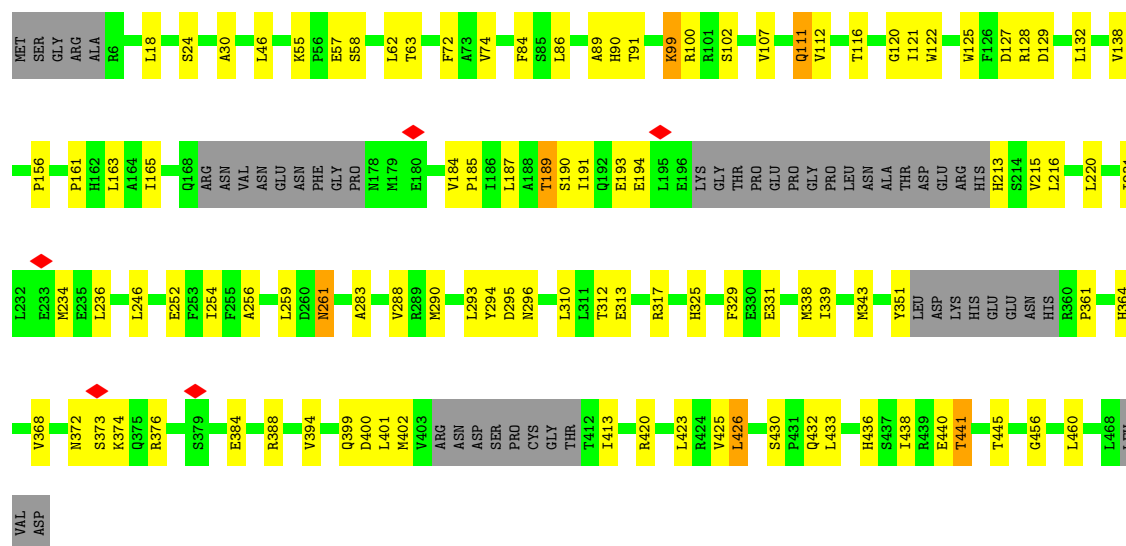 MET SER GLY ARG ALA R6 L18 S24 A30 L46 K55 P56 E57 S58 L62 T63 F72 A73 V74 F84 S85 L86 A89 H90 T91 K99 R100 R101 S102 V107 Q111 V112 T116 G120 I121 W122 W125 F126 D127 R128 D129 L132 V138
P156 P161 H162 L163 A164 I165 Q168 ARG ASN VAL ASN GLU ASN PHE GLY PRO N178 M179 E180 V184 P185 I186 L187 A188 T189 S190 I191 Q192 E193 E194 L195 E196 LYS GLY THR PRO GLU PRO GLY PRO LEU ASN ALA THR ASP GLU ARG HIS H213 S214 V215 L216 L220
L232 E233 M234 E235 L236 L246 E252 F253 I254 F255 A256 L259 D260 N261 A283 V288 R289 M290 L293 Y294 D295 N296 L310 L311 T312 E313 R317 H325 F329 E330 E331 M338 I339 M343 Y351 LEU ASP LYS HIS GLU GLU ASN HIS R360 P361 H364
V368 N372 S373 K374 Q375 R376 S379 E384 R388 V394 Q399 D400 L401 M402 V403 ARG ASN ASP SER PRO CYS GLY THR T412 I413 R420 L423 R424 V425 L426 S430 P431 Q432 L433 H436 S437 I438 R439 E440 T441 T445 G456 L460 L468
VAL ASP